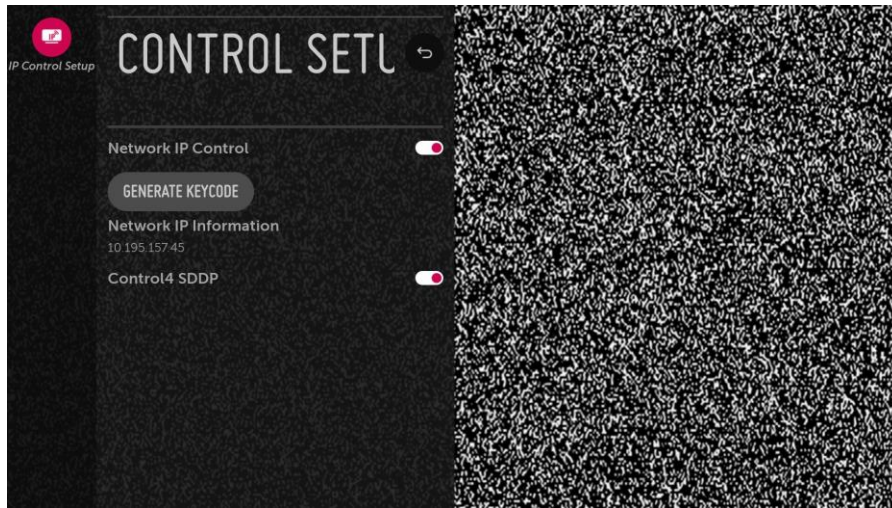 IP
IP Control Setup
CONTROL SETU
Network IP Control
GENERATE KEYCODE
Network IP Information
10.195.157.45
Control4 SDDP